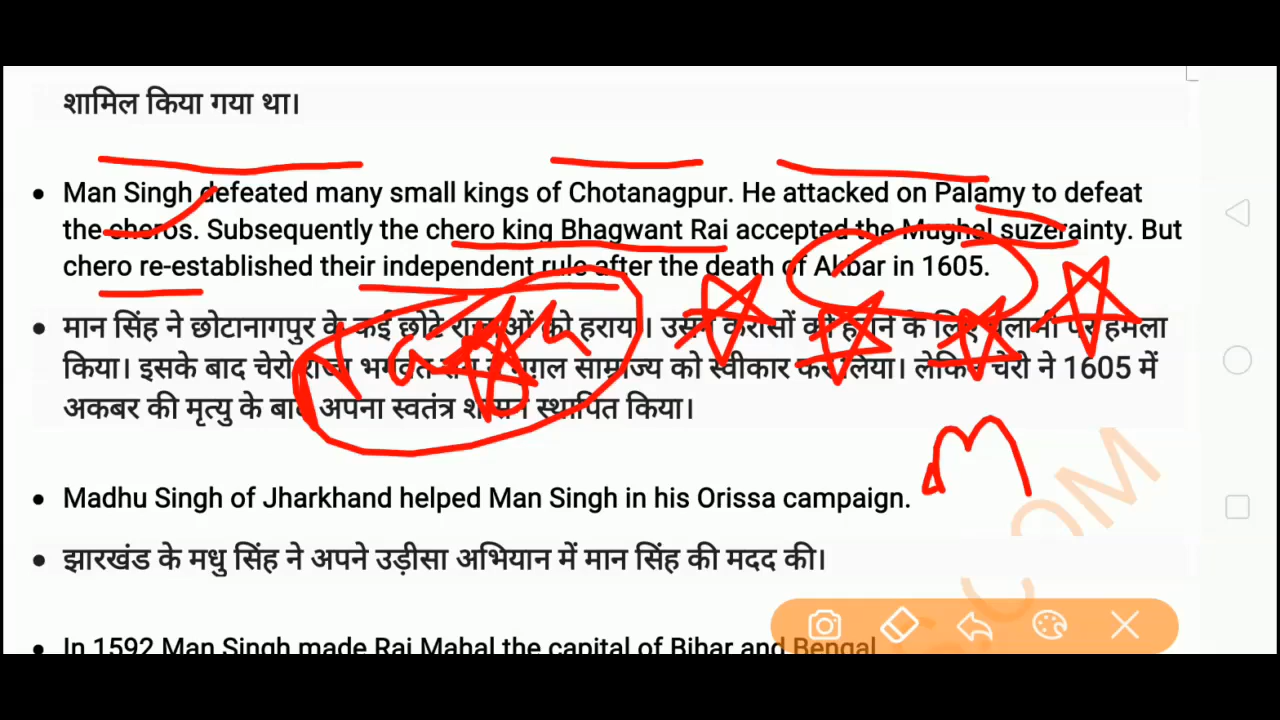 शामिल किया गया था।
• Man Singh defeated many small kings of Chotanagpur. He attacked on Palamy to defeat
the cheros. Subsequently the chero king Bhagwant Rai accepted the Mughal suzerainty. But
chero re-established their independent rule after the death of Akbar in 1605.
• मान सिंह ने छोटानागपुर के कई छोटे राजाओं को हराया। उसने को हराने के लिए पलामी पर हमला
किया। इसके बाद चेरो राजा भगवंत राय ने मुगल साम्राज्य को स्वीकार कर लिया। लेकिन चेरो ने 1605 में
अकबर की मृत्यु के बाद अपना स्वतंत्र शासन स्थापित किया।
• Madhu Singh of Jharkhand helped Man Singh in his Orissa campaign.
• झारखंड के मधु सिंह ने अपने उड़ीसा अभियान में मान सिंह की मदद की।
• In 1592 Man Singh made Raj Mahal the capital of Bihar and Bengal